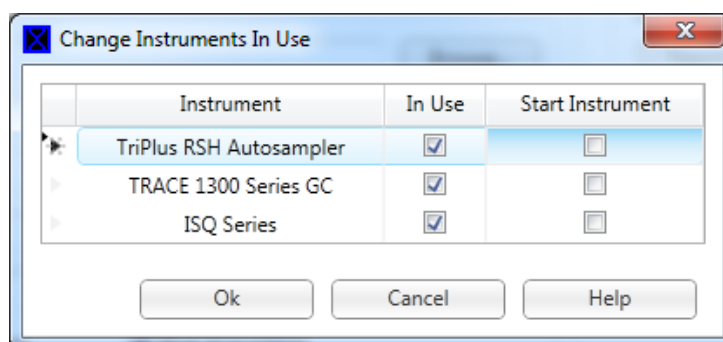 Change Instruments In Use
Instrument In Use Start Instrument
TriPlus RSH Autosampler
TRACE 1300 Series GC
ISQ Series
Ok Cancel Help